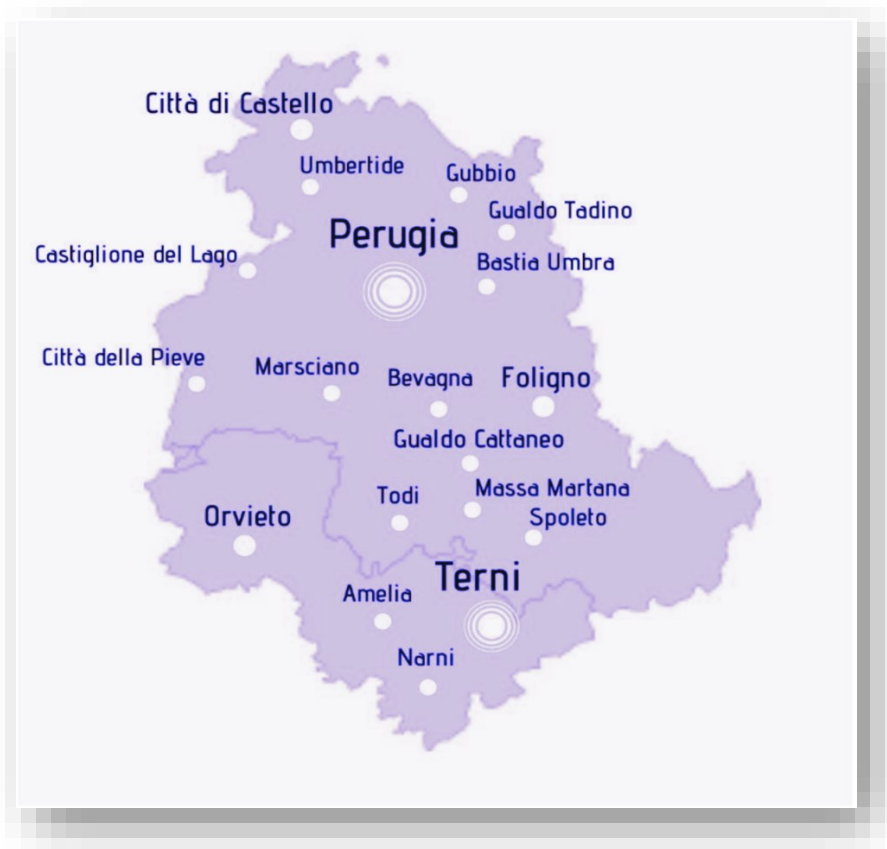 Città di Castello
Umbertide
Gubbio
Gualdo Tadino
Perugia
Castiglione del Lago
Bastia Umbra
Città della Pieve
Marsciano
Bevagna
Foligno
Gualdo Cattaneo
Todi
Massa Martana
Orvieto
Spoleto
Terni
Amelia
Narni